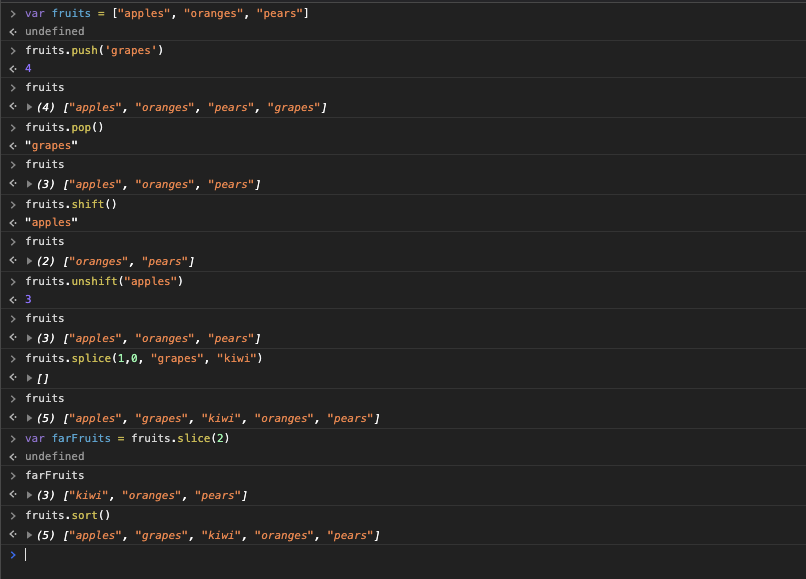 > var fruits = ["apples", "oranges", "pears"]
<· undefined
> fruits.push('grapes')
<· 4
> fruits
<· ▶(4) ["apples", "oranges", "pears", "grapes"]
> fruits.pop()
<· "grapes"
> fruits
<· ▶(3) ["apples", "oranges", "pears"]
> fruits.shift()
<· "apples"
> fruits
<· ▶(2) ["oranges", "pears"]
> fruits.unshift("apples")
<· 3
> fruits
<· ▶(3) ["apples", "oranges", "pears"]
> fruits.splice(1,0, "grapes", "kiwi")
<· ▶[]
> fruits
<· ▶(5) ["apples", "grapes", "kiwi", "oranges", "pears"]
> var farFruits = fruits.slice(2)
<· undefined
> farFruits
<· ▶(3) ["kiwi", "oranges", "pears"]
> fruits.sort()
<· ▶(5) ["apples", "grapes", "kiwi", "oranges", "pears"]
>